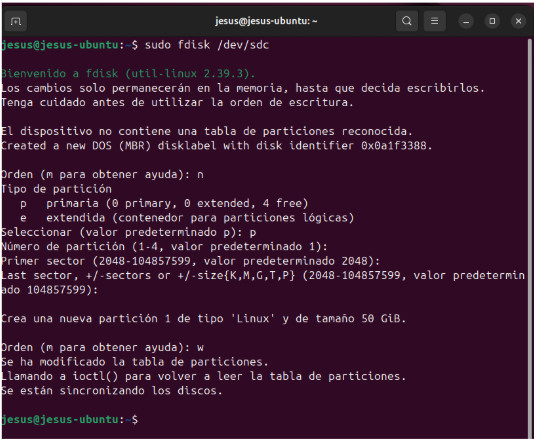 jesus@jesus-ubuntu: ~
jesus@jesus-ubuntu:~$ sudo fdisk /dev/sdc
Bienvenido a fdisk (util-linux 2.39.3).
Los cambios solo permanecerán en la memoria, hasta que decida escribirlos.
Tenga cuidado antes de utilizar la orden de escritura.
El dispositivo no contiene una tabla de particiones reconocida.
Created a new DOS (MBR) disklabel with disk identifier 0x0a1f3388.
Orden (m para obtener ayuda): n
Tipo de partición
p primaria (0 primary, 0 extended, 4 free)
e extendida (contenedor para particiones lógicas)
Seleccionar (valor predeterminado p): p
Número de partición (1-4, valor predeterminado 1):
Primer sector (2048-104857599, valor predeterminado 2048):
Last sector, +/-sectors or +/-size{K,M,G,T,P} (2048-104857599, valor predetermin
ado 104857599):
Crea una nueva partición 1 de tipo 'Linux' y de tamaño 50 GiB.
Orden (m para obtener ayuda): w
Se ha modificado la tabla de particiones.
Llamando a ioctl() para volver a leer la tabla de particiones.
Se están sincronizando los discos.
jesus@jesus-ubuntu:~$